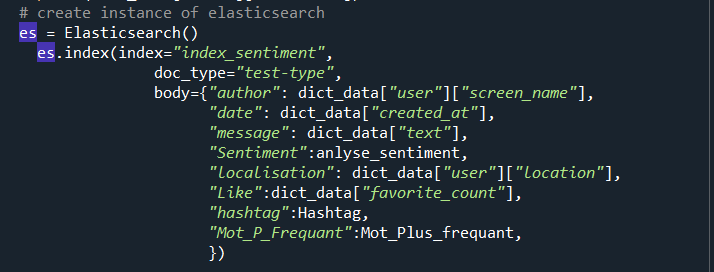 # create instance of elasticsearch
es = Elasticsearch()
es.index(index="index_sentiment",
doc_type="test-type",
body={"author": dict_data["user"]["screen_name"],
"date": dict_data["created_at"],
"message": dict_data["text"],
"Sentiment":anlyse_sentiment,
"localisation": dict_data["user"]["location"],
"Like":dict_data["favorite_count"],
"hashtag":Hashtag,
"Mot_P_Frequant":Mot_Plus_frequant,
})